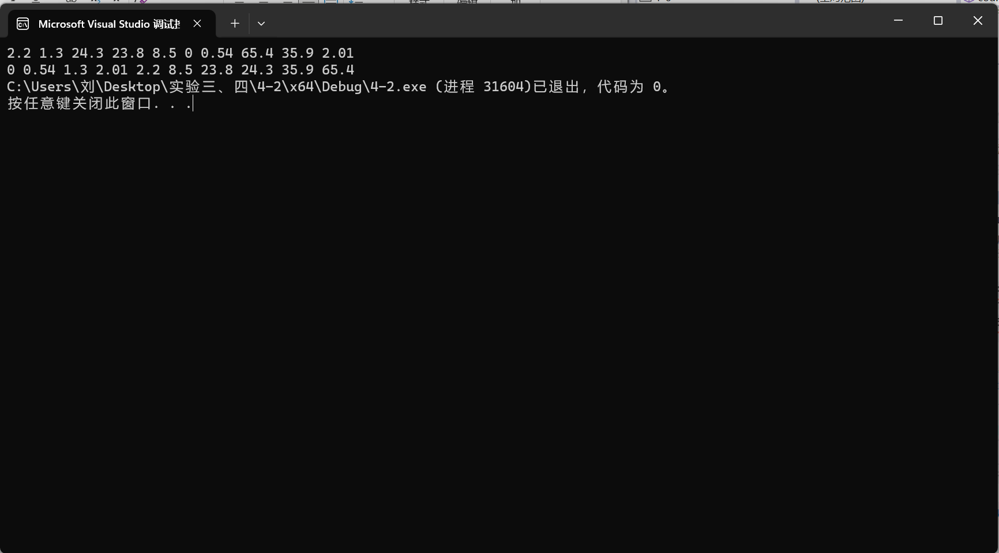 Microsoft Visual Studio 调试
2.2 1.3 24.3 23.8 8.5 0 0.54 65.4 35.9 2.01
0 0.54 1.3 2.01 2.2 8.5 23.8 24.3 35.9 65.4
C:\Users\刘\Desktop\实验三、四\4-2\x64\Debug\4-2.exe (进程 31604)已退出，代码为 0。
按任意键关闭此窗口. . .